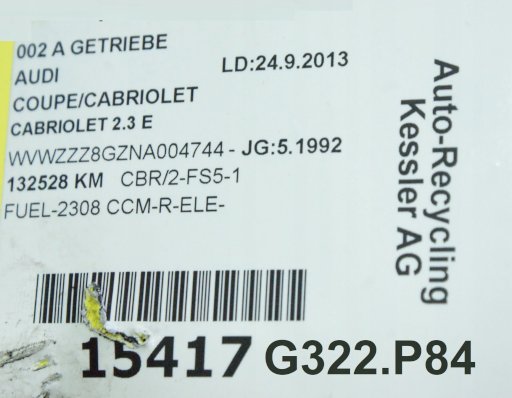 002 A GETRIEBE
AUDI LD:24.9.2013
COUPE/CABRIOLET
CABRIOLET 2.3 E
WVWZZZ8GZNA004744 - JG:5.1992
132528 KM CBR/2-FS5-1
FUEL-2308 CCM-R-ELE-
15417 G322.P84
Auto-Recycling
Kessler AG